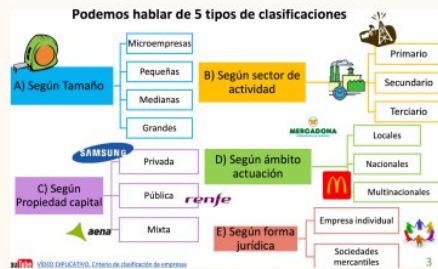 Podemos hablar de 5 tipos de clasificaciones
A) Según Tamaño
Microempresas
Pequeñas
Medianas
Grandes
B) Según sector de
actividad
Primario
Secundario
Terciario
C) Según
Propiedad capital
SAMSUNG
Privada
Pública
renfe
Mixta
aena
D) Según ámbito
actuación
MERCADONA
Locales
Nacionales
Multinacionales
E) Según forma
jurídica
Empresa individual
Sociedades
mercantiles
VÍDEO EXPLICATIVO. Criterio de clasificación de empresas
3